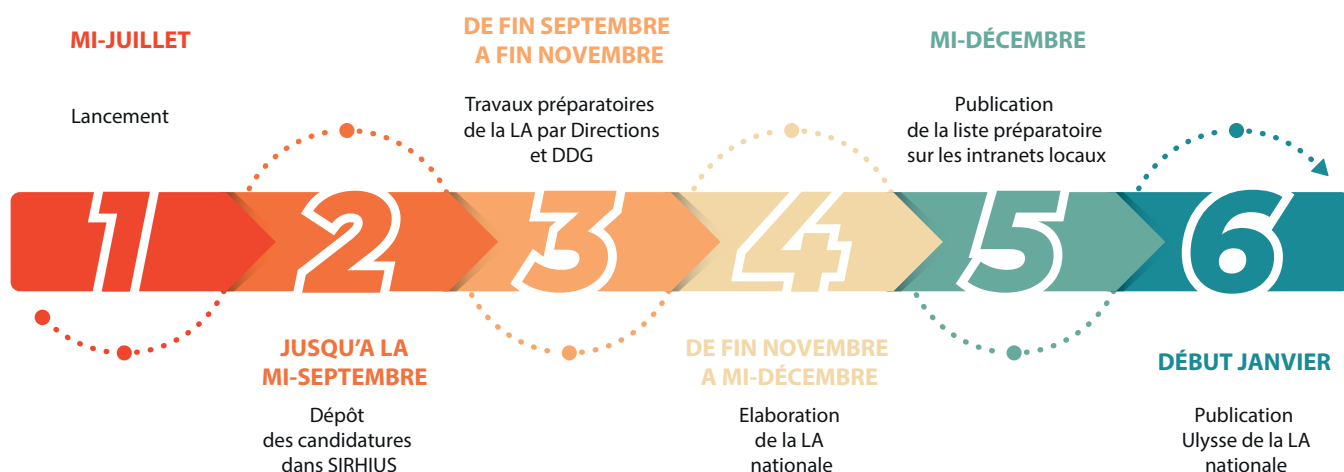 MI-JUILLET
Lancement
1
2
JUSQU'A LA
MI-SEPTEMBRE
Dépôt
des candidatures
dans SIRHIUS
DE FIN SEPTEMBRE
A FIN NOVEMBRE
Travaux préparatoires
de la LA par Directions
et DDG
3
4
DE FIN NOVEMBRE
A MI-DÉCEMBRE
Elaboration
de la LA
nationale
MI-DÉCEMBRE
Publication
de la liste préparatoire
sur les intranets locaux
5
6
DÉBUT JANVIER
Publication
Ulysse de la LA
nationale